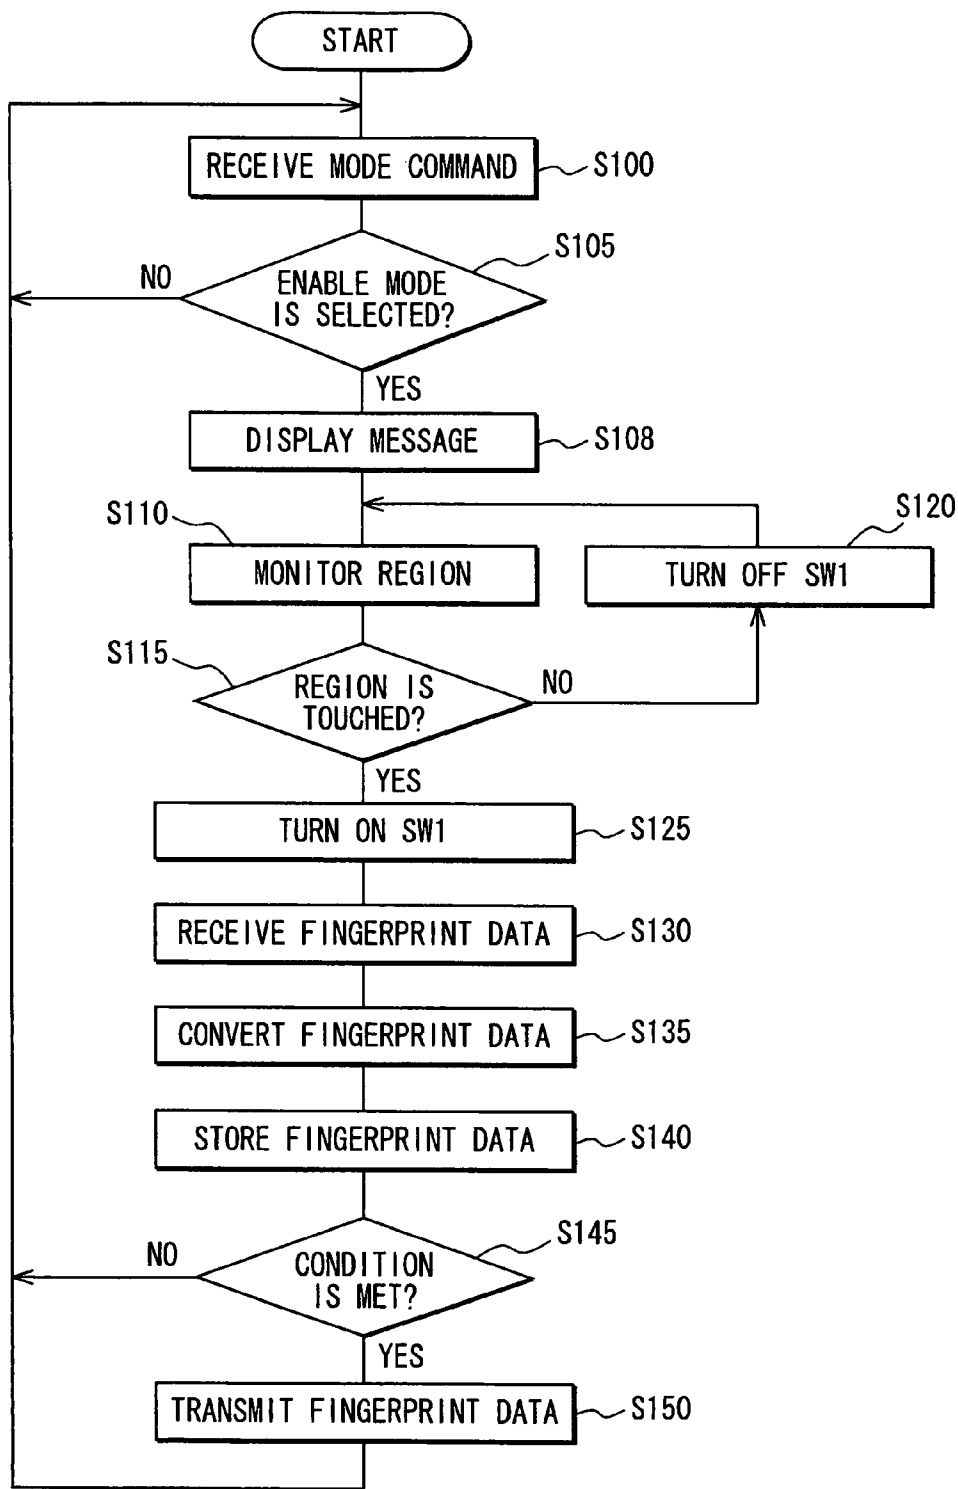 START
RECEIVE MODE COMMAND
S100
S105
ENABLE MODE
IS SELECTED?
NO
YES
DISPLAY MESSAGE
S108
S110
S120
MONITOR REGION
TURN OFF SW1
S115
REGION IS
TOUCHED?
NO
YES
TURN ON SW1
S125
RECEIVE FINGERPRINT DATA
S130
CONVERT FINGERPRINT DATA
S135
STORE FINGERPRINT DATA
S140
S145
NO
CONDITION
IS MET?
YES
TRANSMIT FINGERPRINT DATA
S150